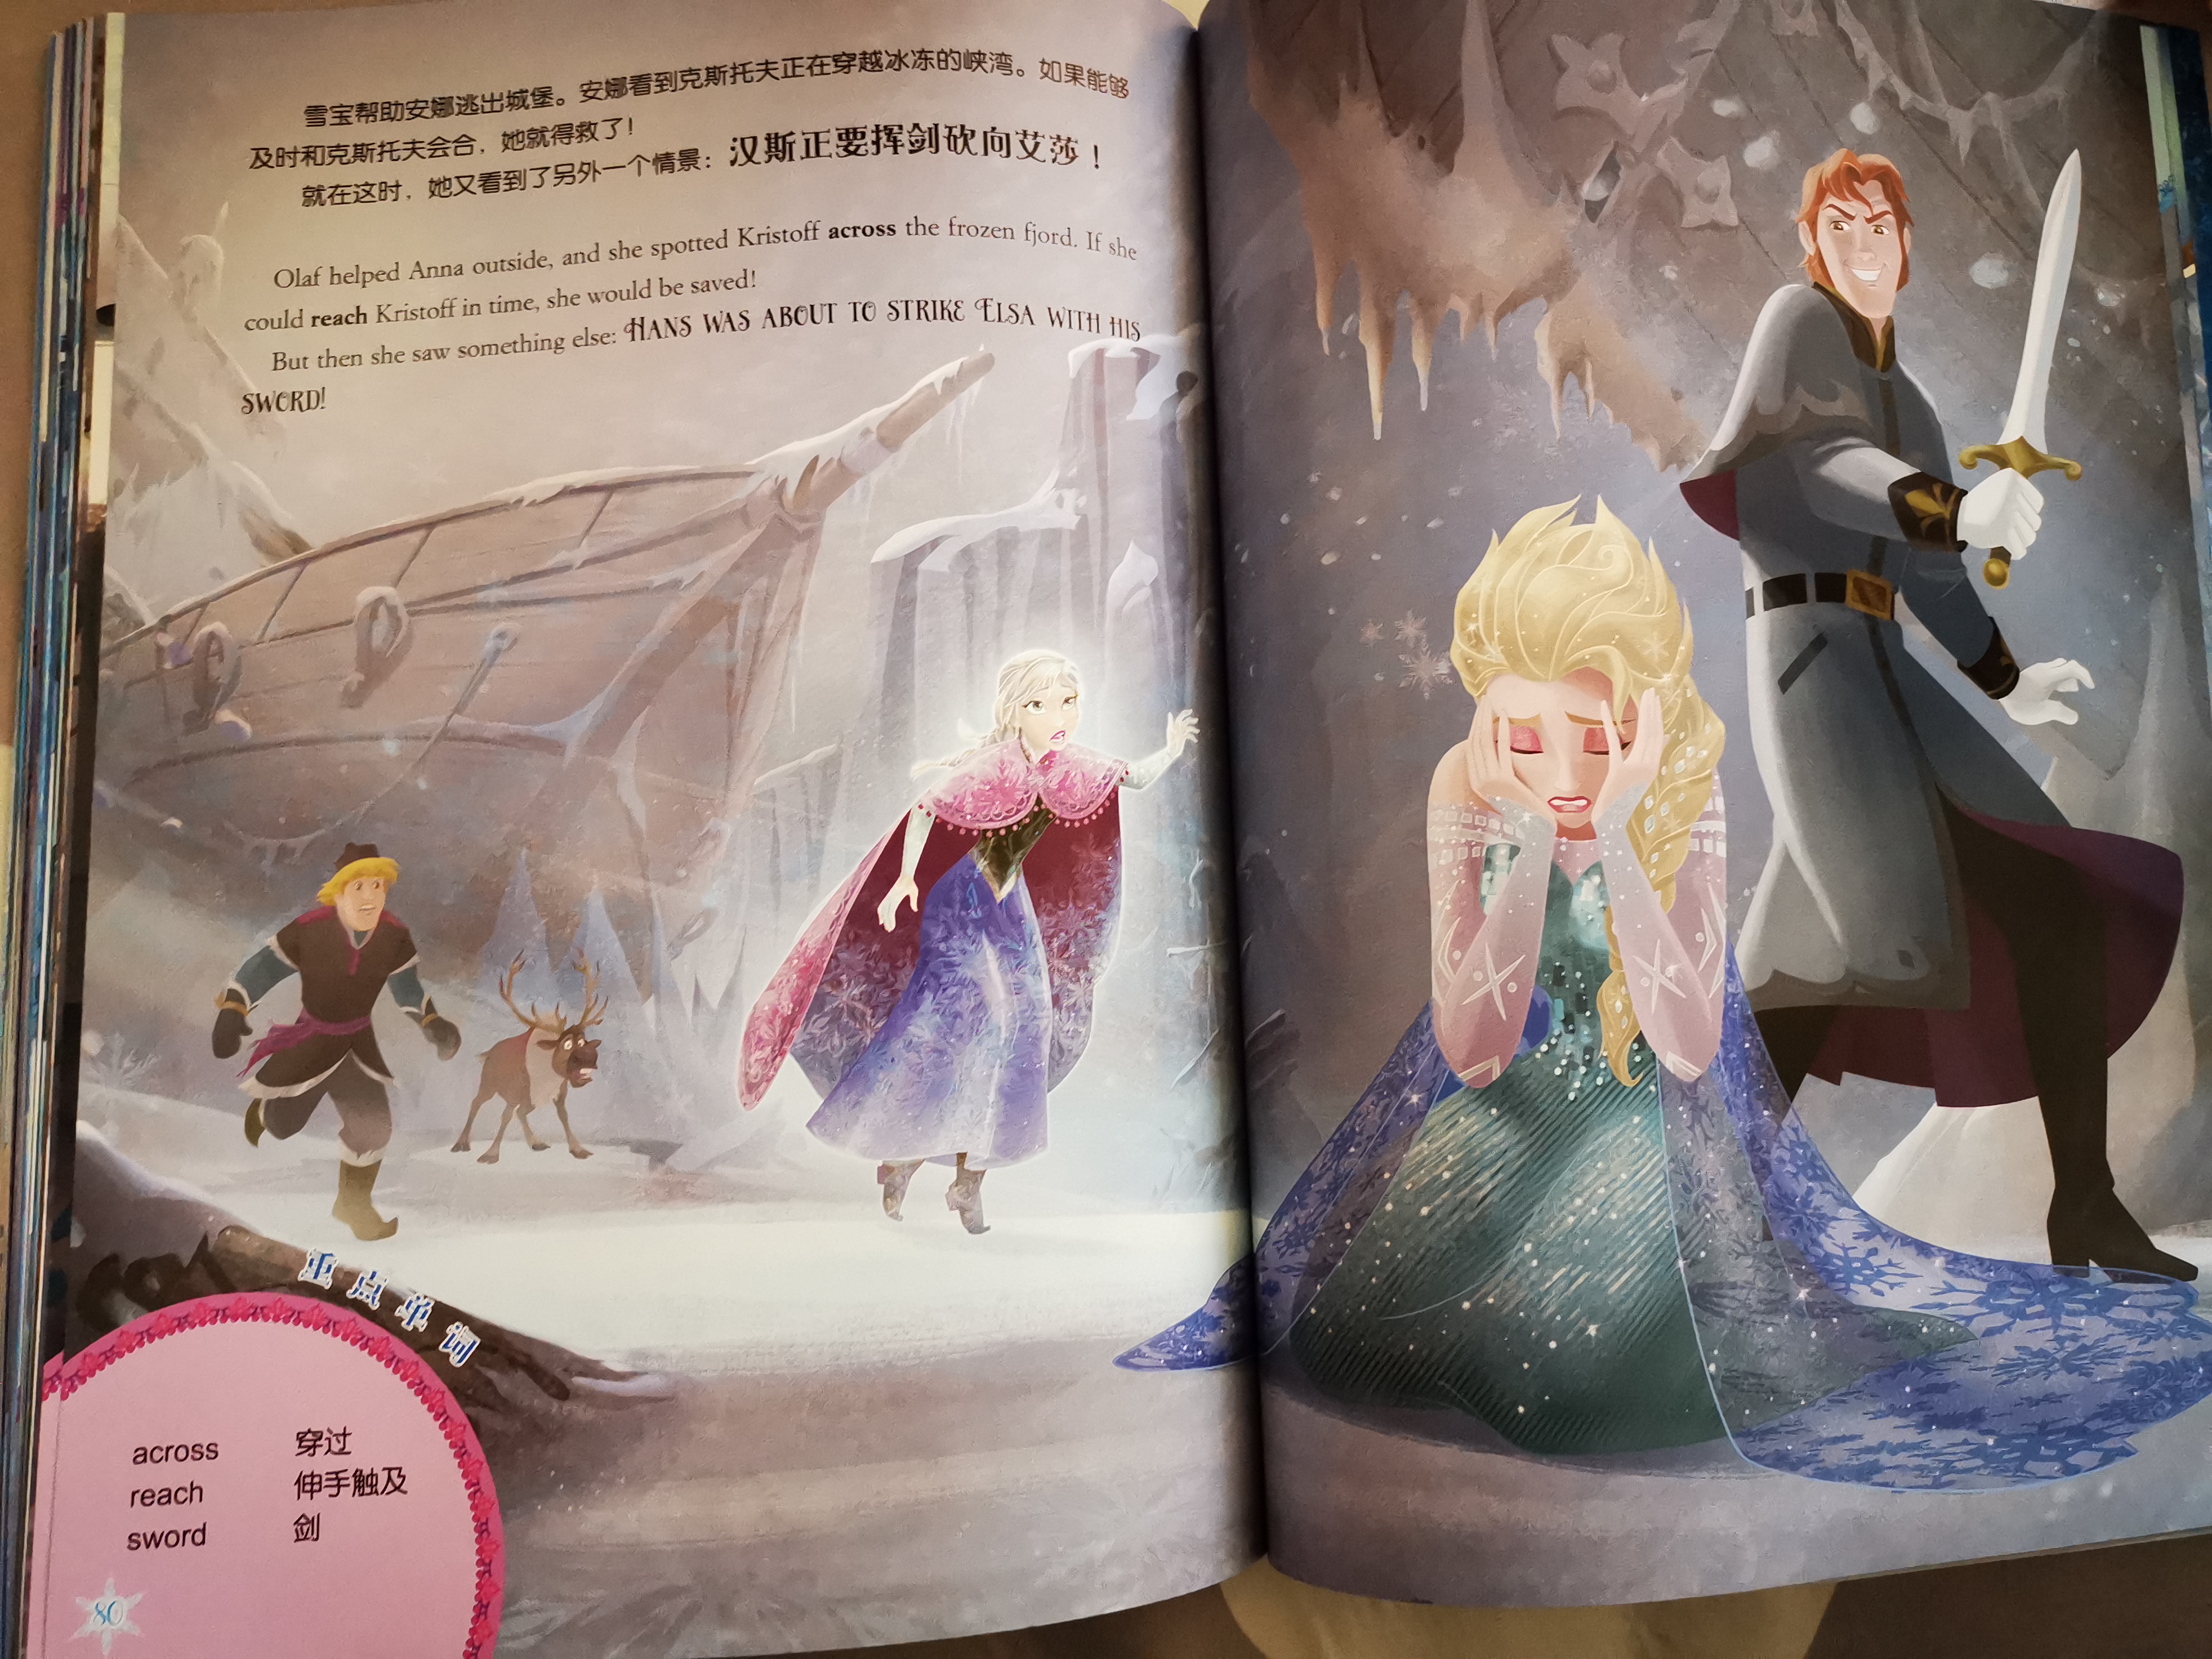 雪宝帮助安娜逃出城堡。安娜看到克斯托夫正在穿越冰冻的峡湾。如果能够
及时和克斯托夫会合，她就得救了！
就在这时，她又看到了另外一个情景：汉斯正要挥剑砍向艾莎！
Olaf helped Anna outside, and she spotted Kristoff across the frozen fjord. If she
could reach Kristoff in time, she would be saved!
But then she saw something else: HANS WAS ABOUT TO STRIKE ELSA WITH HIS
SWORD!
重点单词
across 穿过
reach 伸手触及
sword 剑
80